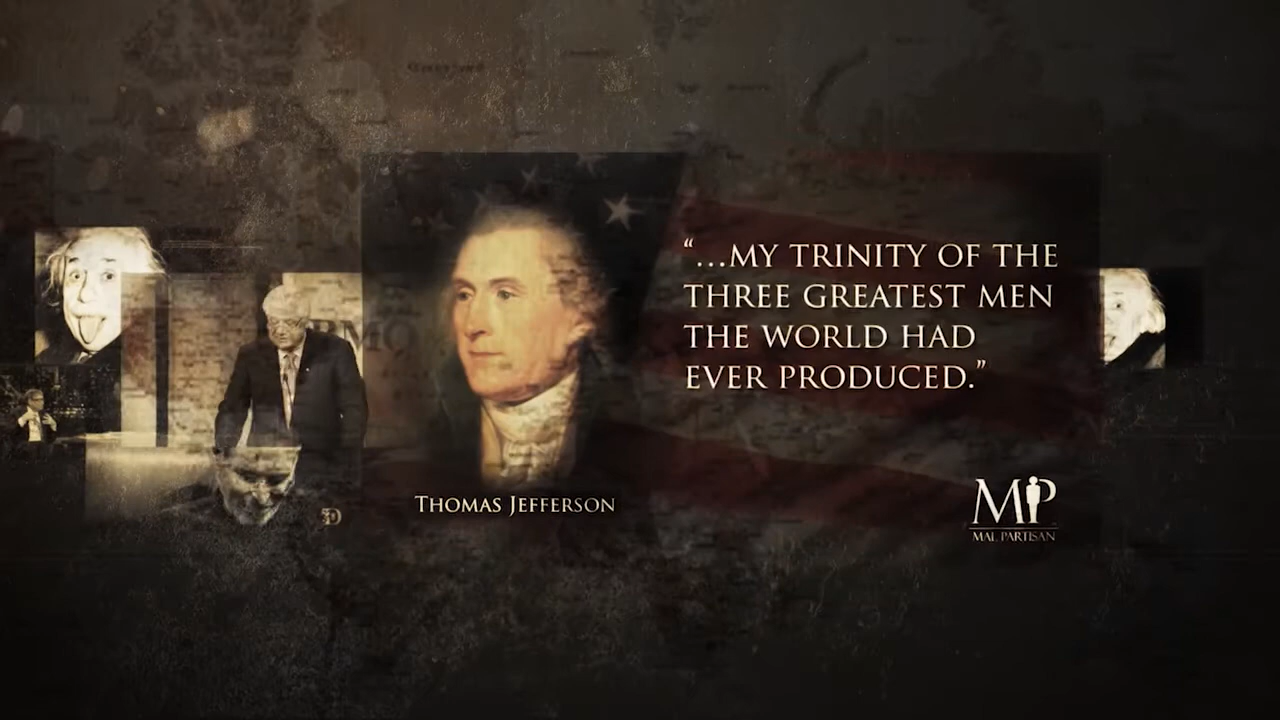 “…MY TRINITY OF THE
THREE GREATEST MEN
THE WORLD HAD
EVER PRODUCED.”
THOMAS JEFFERSON
MP
MAL PARTISAN